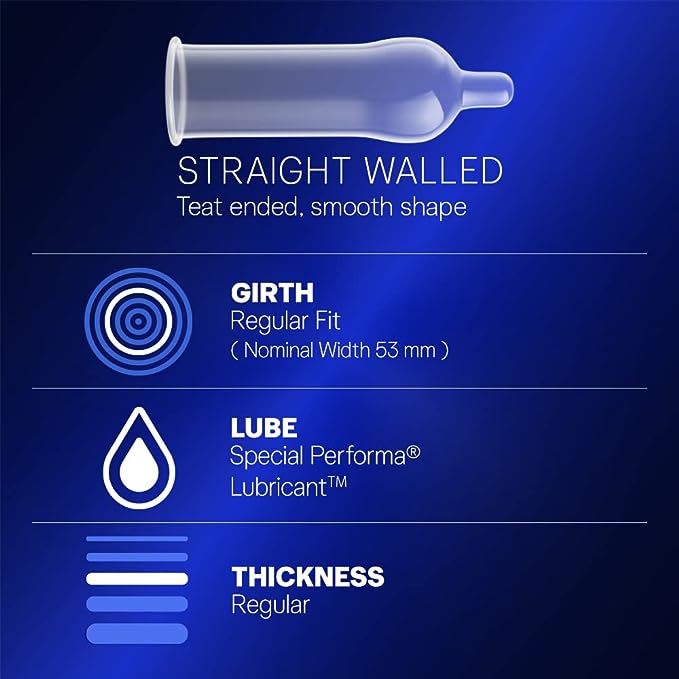 STRAIGHT WALLED
Teat ended, smooth shape
GIRTH
Regular Fit
( Nominal Width 53 mm )
LUBE
Special Performa®
Lubricant™
THICKNESS
Regular